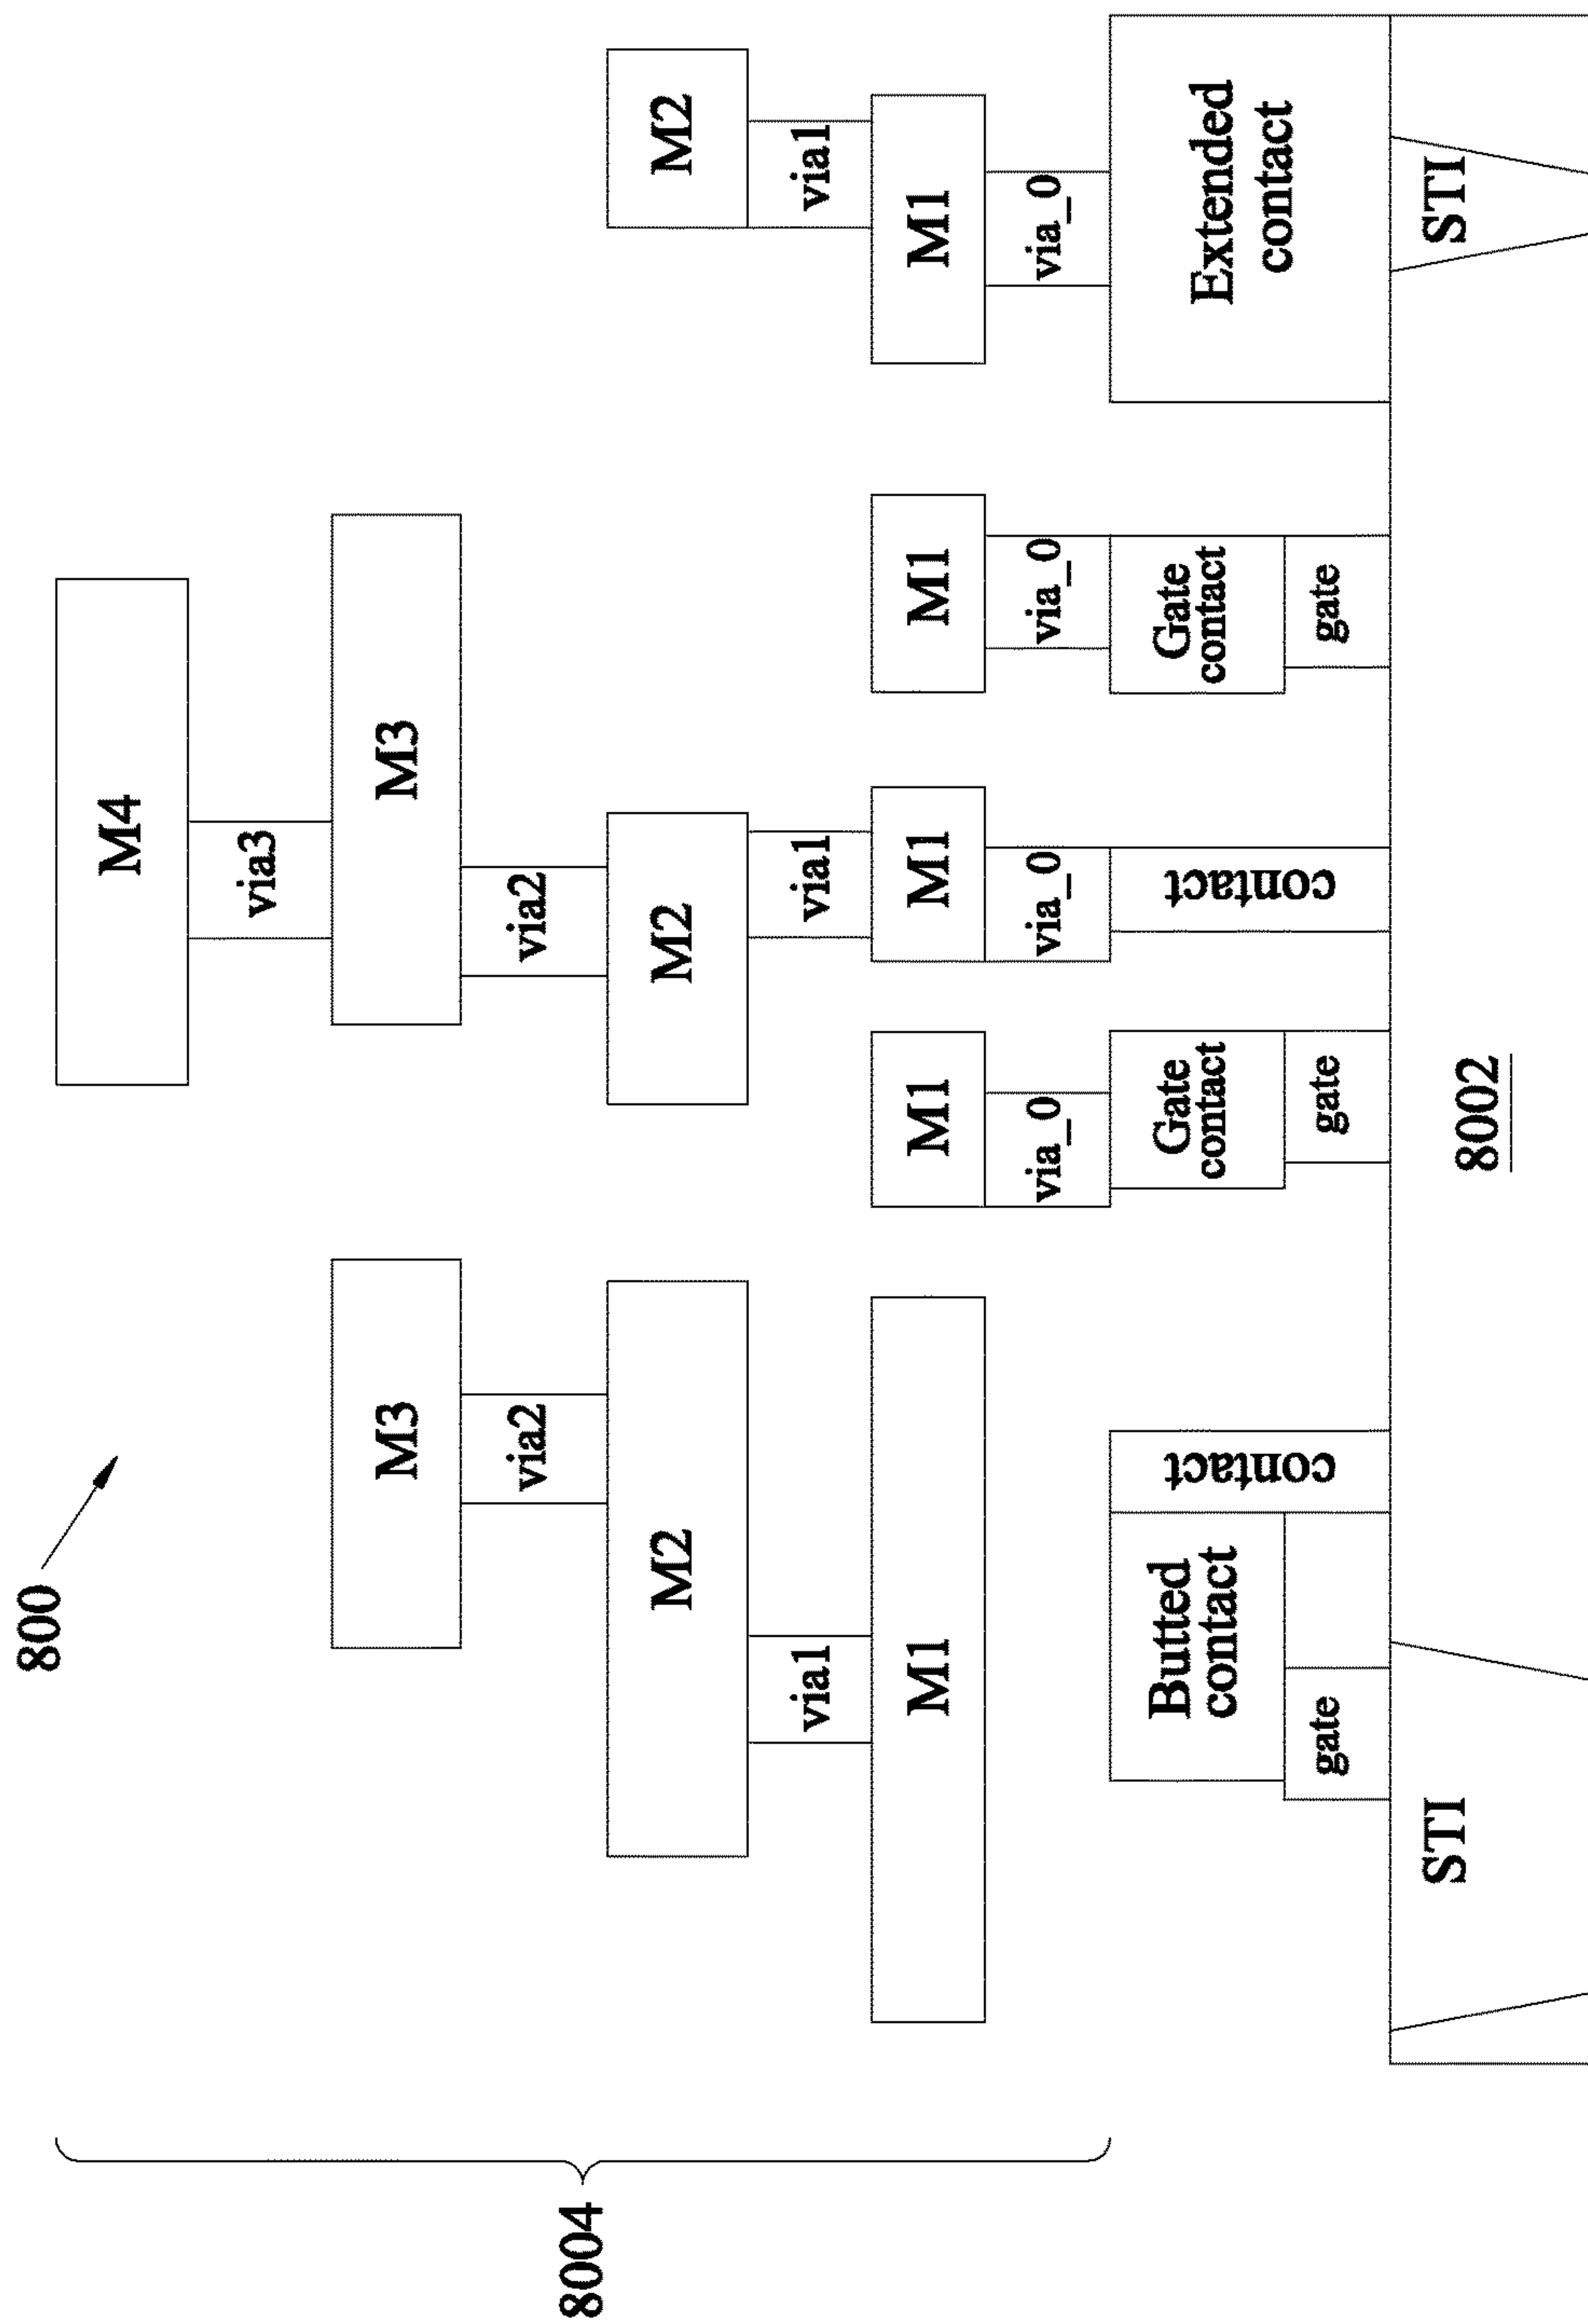 800
M4
via3
M3
M3
via2
via2
8004
M2
M2
M2
via1
via1
via1
M1
M1
M1
M1
M1
via_0
via_0
via_0
via_0
Butted
contact
contact
Gate
contact
contact
Gate
contact
Extended
contact
gate
gate
gate
STI
STI
8002